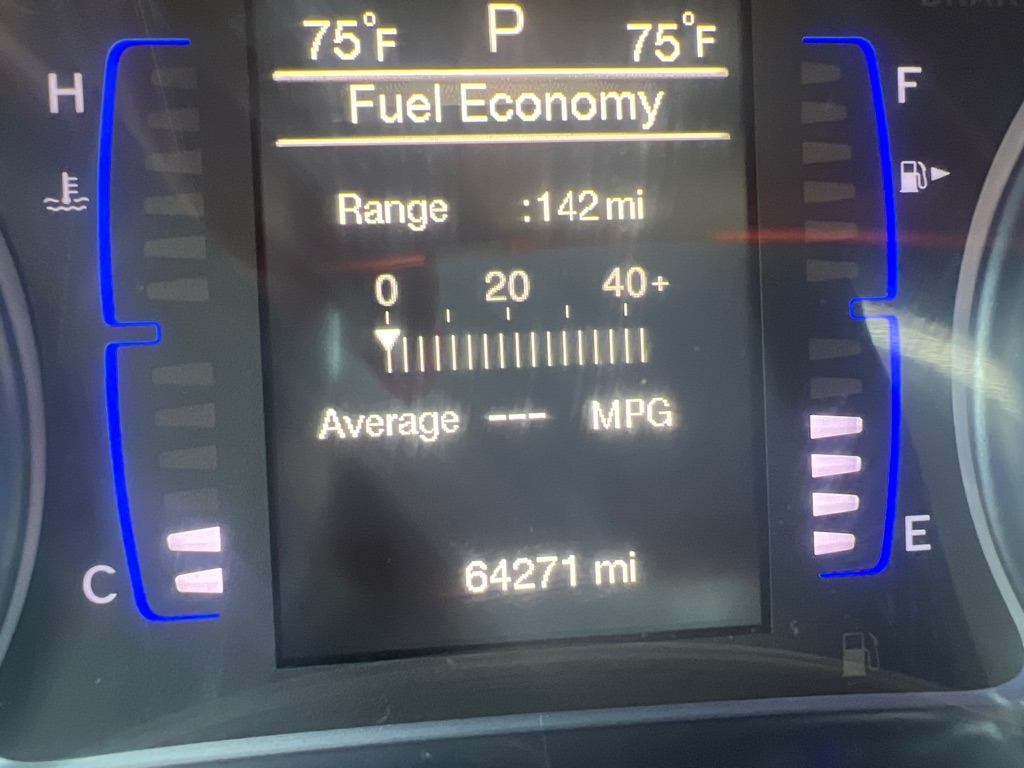 75°F P 75°F
H
F
Fuel Economy
Range :142 mi
0 20 40+
Average --- MPG
E
C
64271 mi